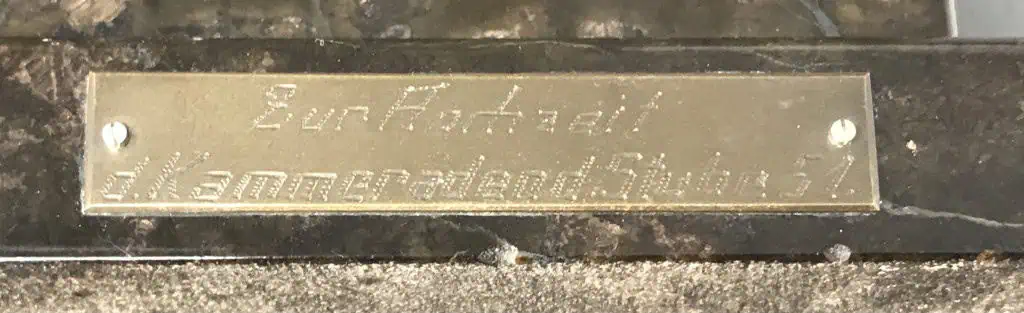 Zur Hochzeit
d.Kammeraden d.Stube 51.